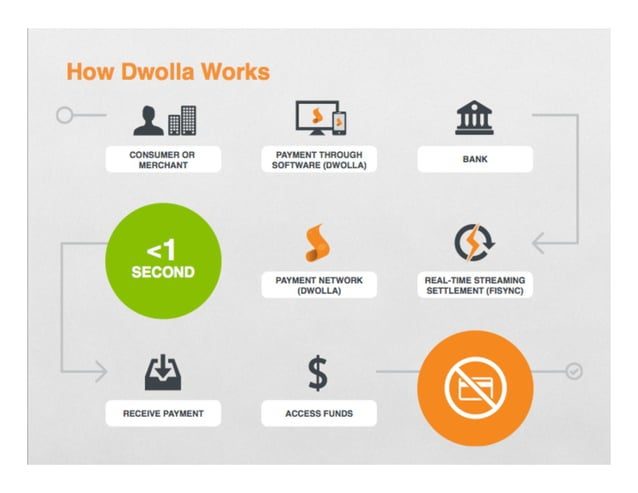 How Dwolla Works
CONSUMER OR
MERCHANT
PAYMENT THROUGH
SOFTWARE (DWOLLA)
BANK
<1
SECOND
PAYMENT NETWORK
(DWOLLA)
REAL-TIME STREAMING
SETTLEMENT (FISYNC)
RECEIVE PAYMENT
$
ACCESS FUNDS